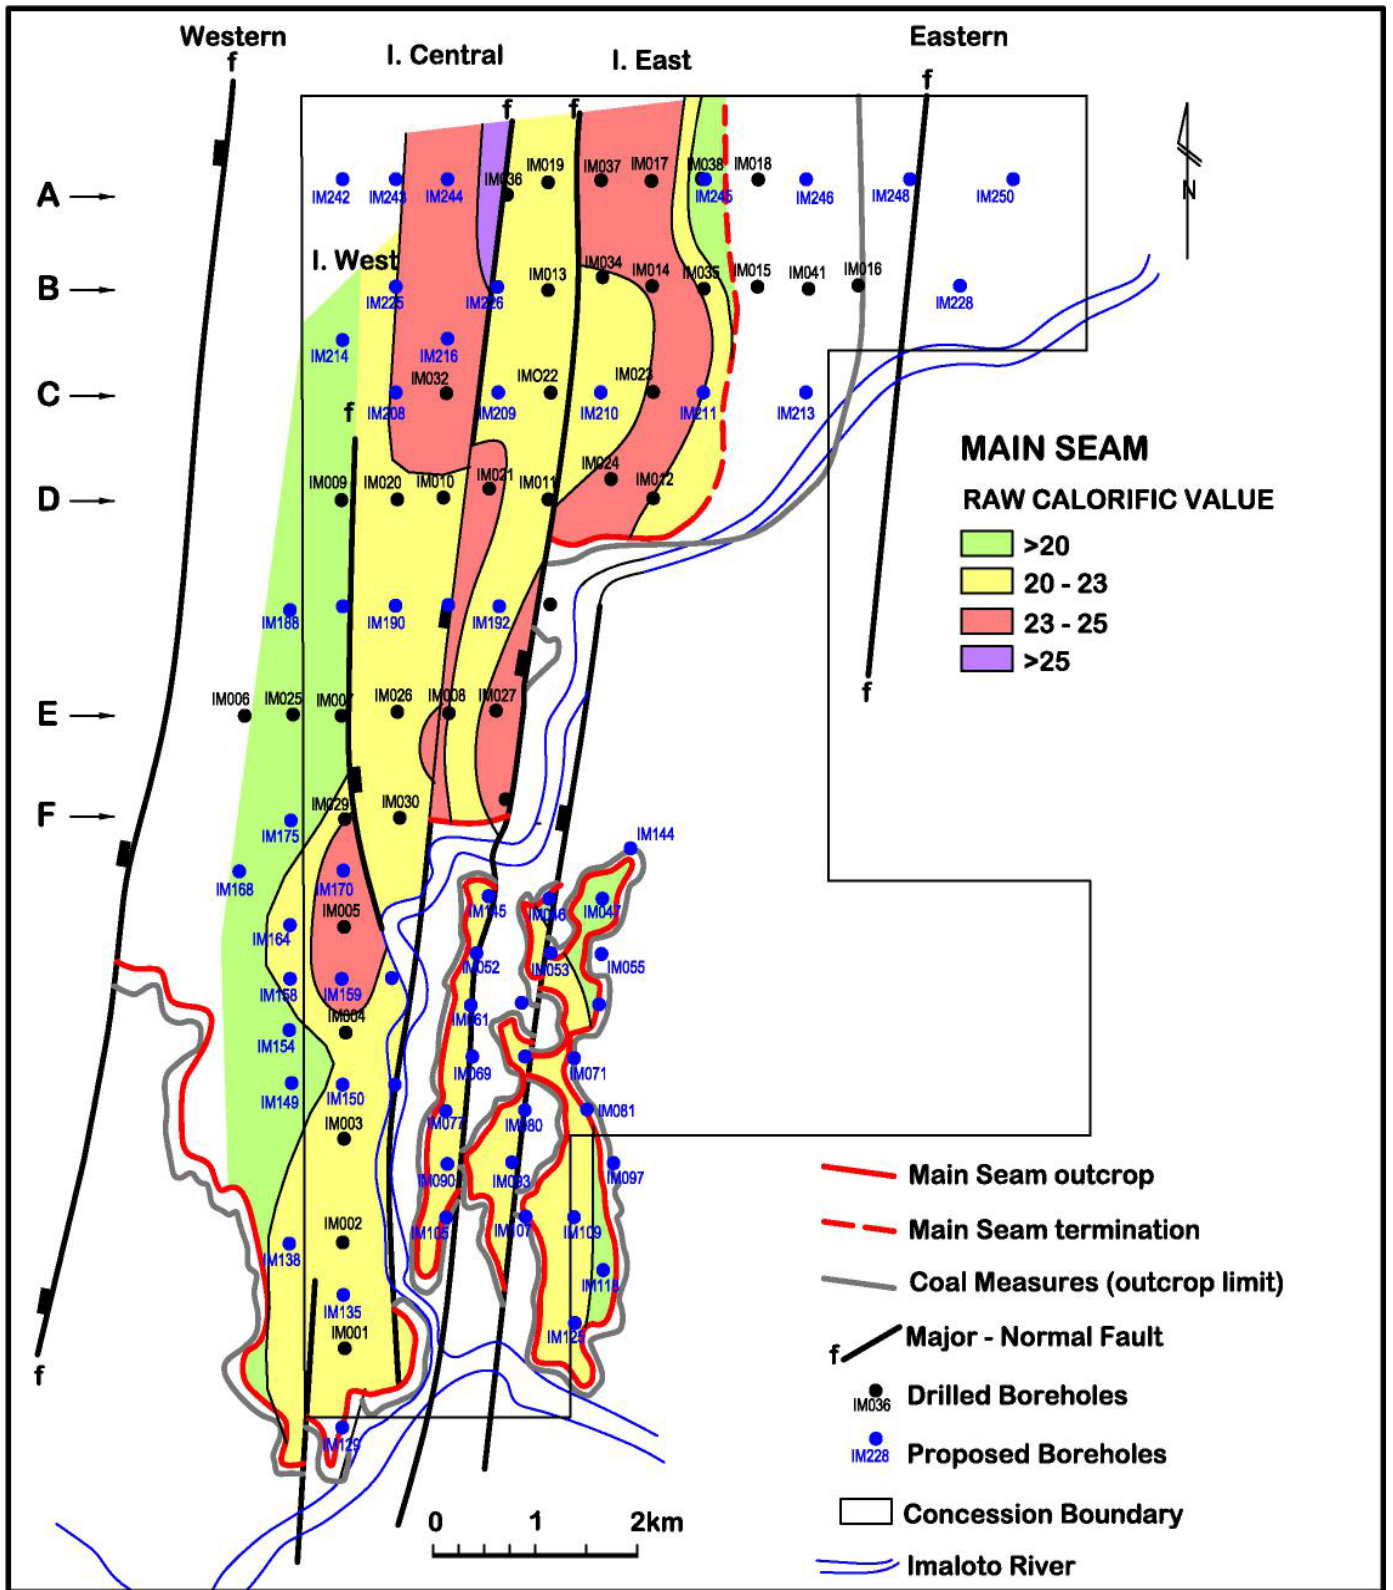 Western
I. Central
I. East
Eastern
f
f
f
f
IM019
IM037
IM017
IM038
IM018
IM036
A
IM242
IM243
IM244
IM245
IM246
IM248
IM250
N
I. West
IM034
IM014
IM035
IM015
IM041
IM016
IM013
B
IM225
IM226
IM228
IM214
IM216
IM032
IMO22
IM023
C
f
IM208
IM209
IM210
IM211
IM213
MAIN SEAM
RAW CALORIFIC VALUE
>20
20 - 23
23 - 25
>25
IM024
IM009
IM020
IM010
IM021
IM011
IM012
D
IM188
IM190
IM192
f
IM006
IM025
IM007
IM026
IM008
IM027
E
IM029
IM030
F
IM175
IM144
IM168
IM170
IM005
IM145
IM046
IM047
IM164
IM052
IM053
IM055
IM158
IM159
IM004
IM061
IM154
IM069
IM071
IM149
IM150
IM003
IM077
IM080
IM081
IM090
IM093
IM097
IM002
IM105
IM107
IM109
IM138
IM118
IM135
IM001
IM125
f
IM129
Main Seam outcrop
Main Seam termination
Coal Measures (outcrop limit)
f
Major - Normal Fault
IM036
Drilled Boreholes
IM228
Proposed Boreholes
Concession Boundary
Imaloto River
0 1 2km